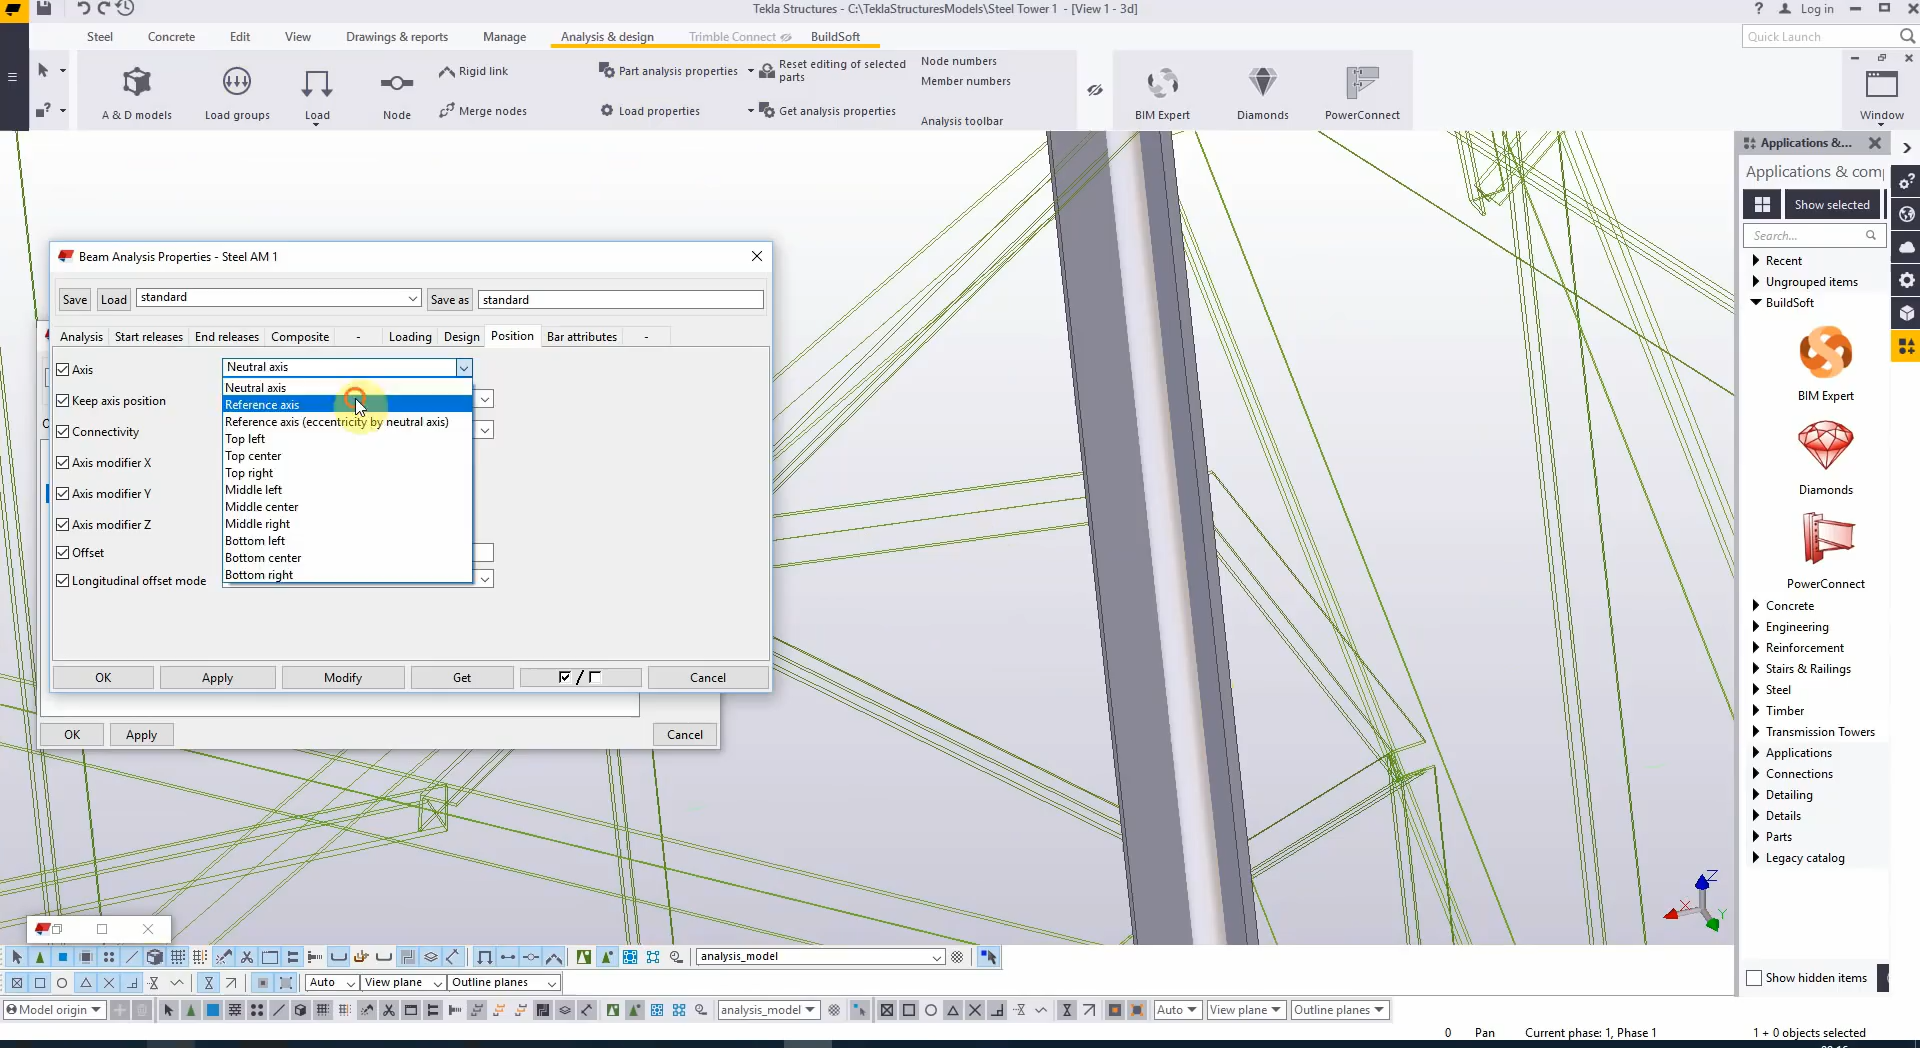 Tekla Structures - C:\TeklaStructuresModels\Steel Tower 1 - [View 1 - 3d]
? Log in
Steel Concrete Edit View Drawings & reports Manage Analysis & design Trimble Connect BuildSoft
Quick Launch
Rigid link
Part analysis properties
Reset editing of selected parts
Node numbers
Member numbers
A & D models Load groups Load Node
Merge nodes
Load properties
Get analysis properties
Analysis toolbar
BIM Expert Diamonds PowerConnect
Window
Applications &...
Applications & com
Show selected
Search...
Recent
Ungrouped items
BuildSoft
BIM Expert
Diamonds
PowerConnect
Concrete
Engineering
Reinforcement
Stairs & Railings
Steel
Timber
Transmission Towers
Applications
Connections
Detailing
Details
Parts
Legacy catalog
Show hidden items
Beam Analysis Properties - Steel AM 1
Save Load standard Save as standard
Analysis Start releases End releases Composite - Loading Design Position Bar attributes -
Axis
Neutral axis
Keep axis position
Connectivity
Axis modifier X
Axis modifier Y
Axis modifier Z
Offset
Longitudinal offset mode
Neutral axis
Reference axis
Reference axis (eccentricity by neutral axis)
Top left
Top center
Top right
Middle left
Middle center
Middle right
Bottom left
Bottom center
Bottom right
OK Apply Modify Get / Cancel
OK Apply Cancel
Z
X
Y
analysis_model
Auto View plane Outline planes
Model origin analysis_model Auto View plane Outline planes
0 Pan Current phase: 1, Phase 1 1 + 0 objects selected